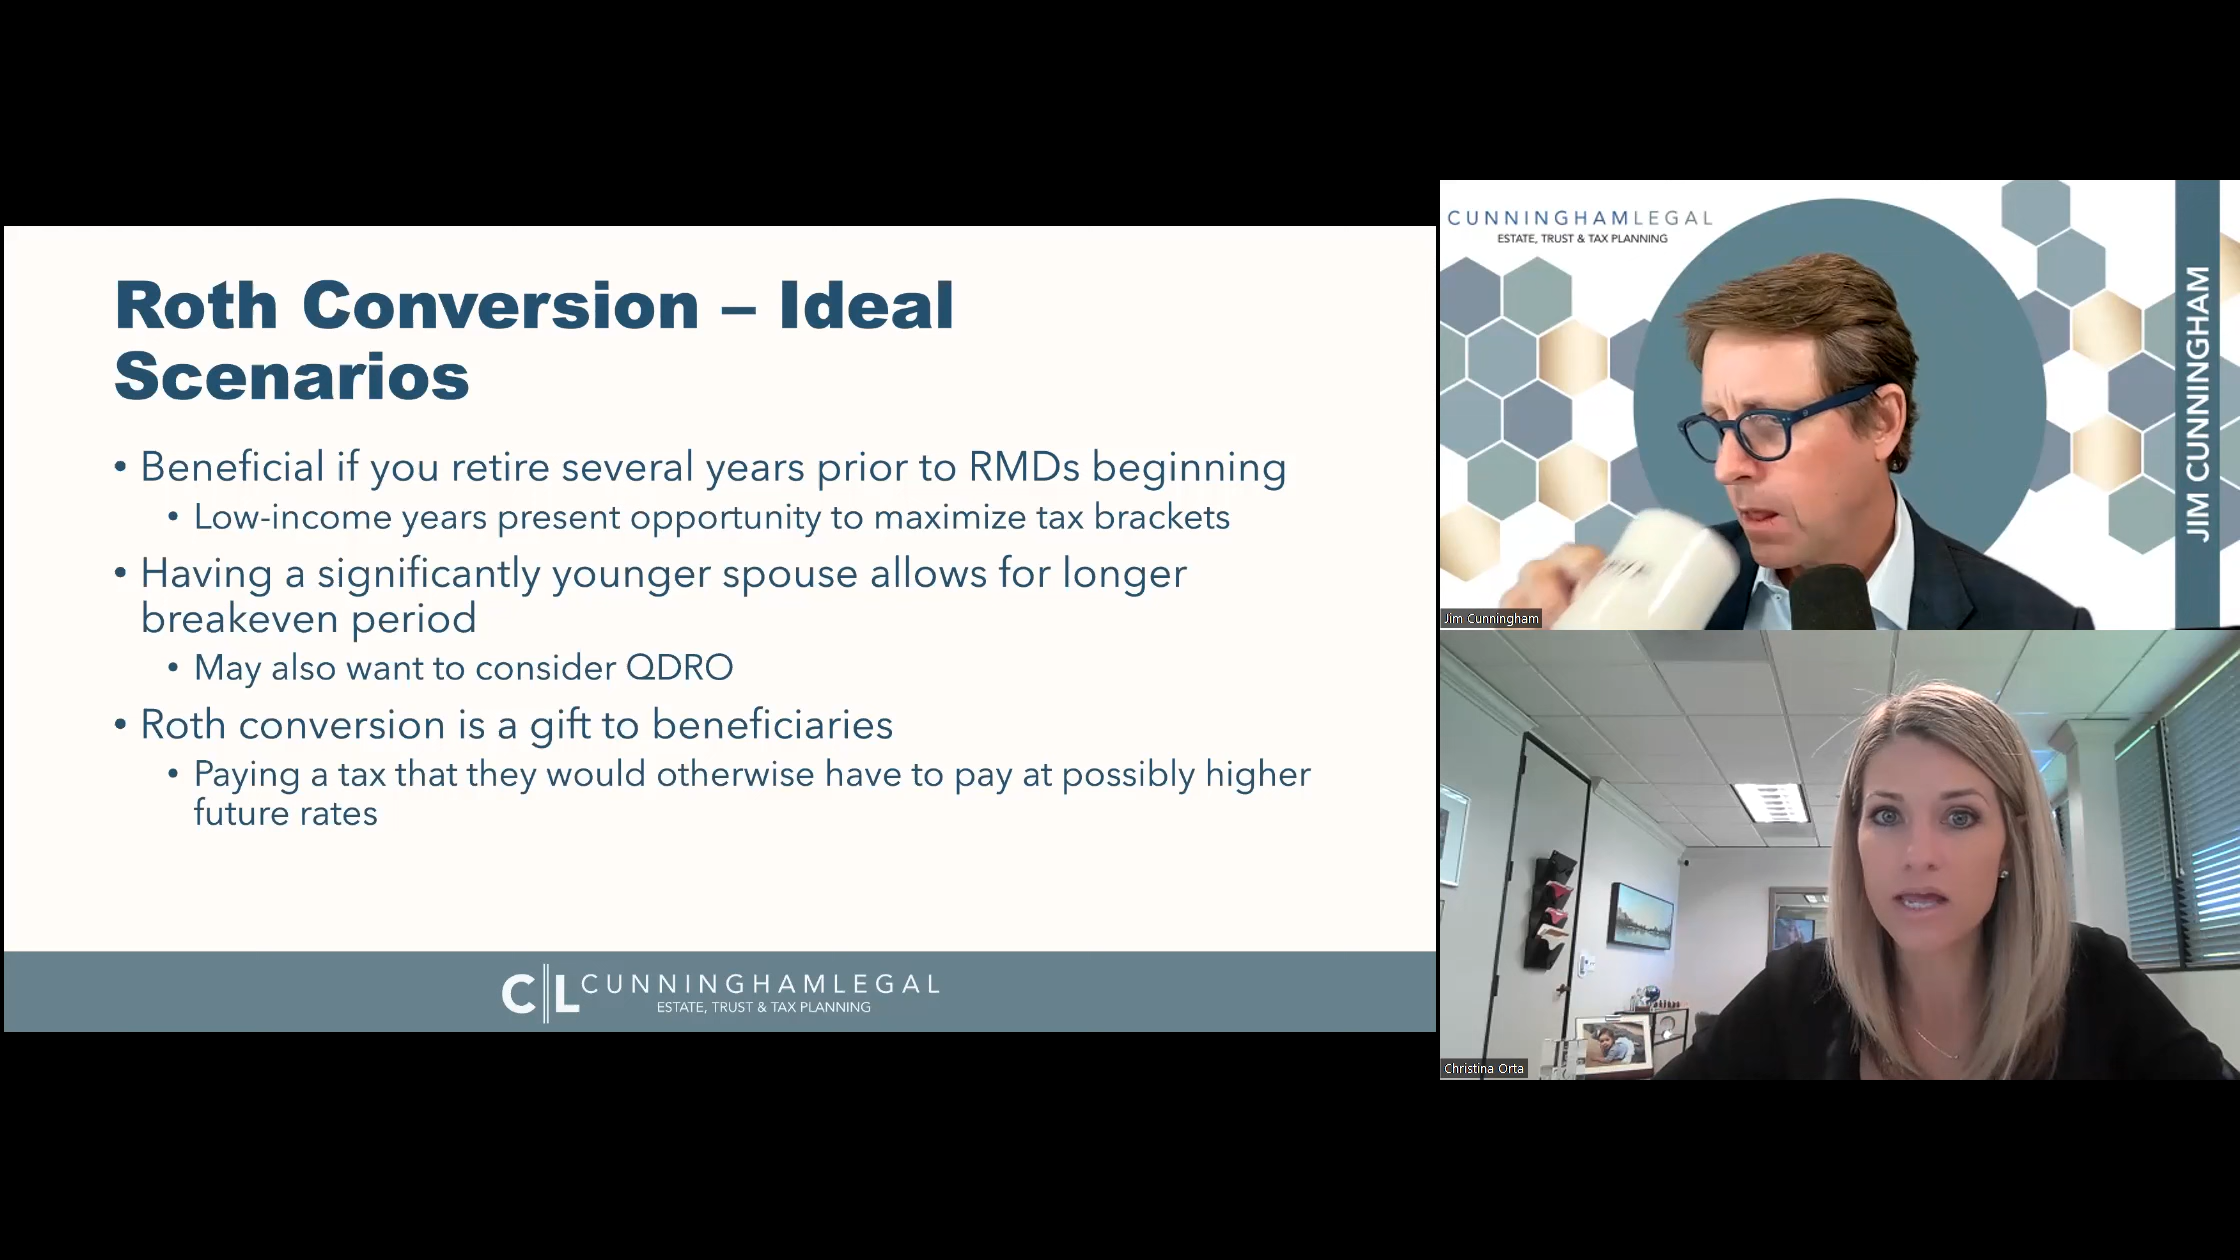 Roth Conversion – Ideal
Scenarios
• Beneficial if you retire several years prior to RMDs beginning
• Low-income years present opportunity to maximize tax brackets
• Having a significantly younger spouse allows for longer
breakeven period
• May also want to consider QDRO
• Roth conversion is a gift to beneficiaries
• Paying a tax that they would otherwise have to pay at possibly higher
future rates
CL CUNNINGHAMLEGAL
ESTATE, TRUST & TAX PLANNING
CUNNINGHAMLEGAL
ESTATE, TRUST & TAX PLANNING
JIM CUNNINGHAM
Jim Cunningham
Christina Orta